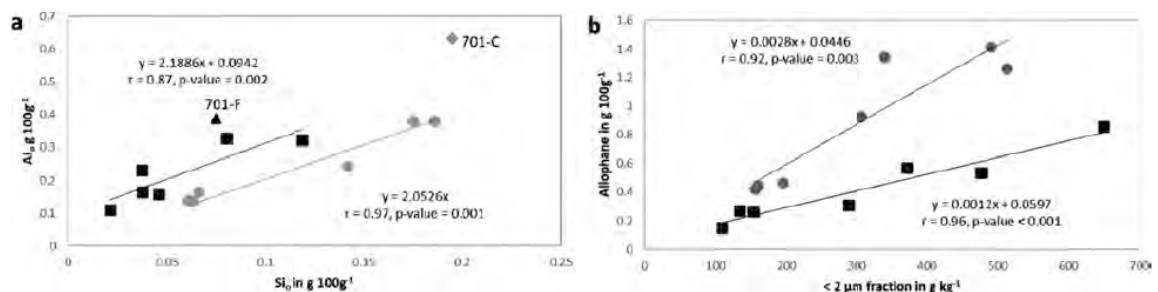 a
0,7
0.6
0.5
0.4
0.3
0.2
0.1
0.
0
0.05
0.1
0.15
0.2
Al₀ g 100g⁻¹
Si₀ in g 100g⁻¹
701-C
y = 2.1886x + 0.0942
r = 0.87, p-value = 0.002
701-F
y = 2,0526x
r = 0.97, p-value = 0.001
b
1.6
1.4
1.2
1.0
0.8
0.6
0.4
0.2
0.0
0
100
200
300
400
500
600
700
Allophane in g 100 g⁻¹
< 2 µm fraction in g kg⁻¹
y = 0.0028x + 0.0446
r = 0.92, p-value = 0.003
y = 0.0012x + 0.0597
r = 0.96, p-value < 0.001